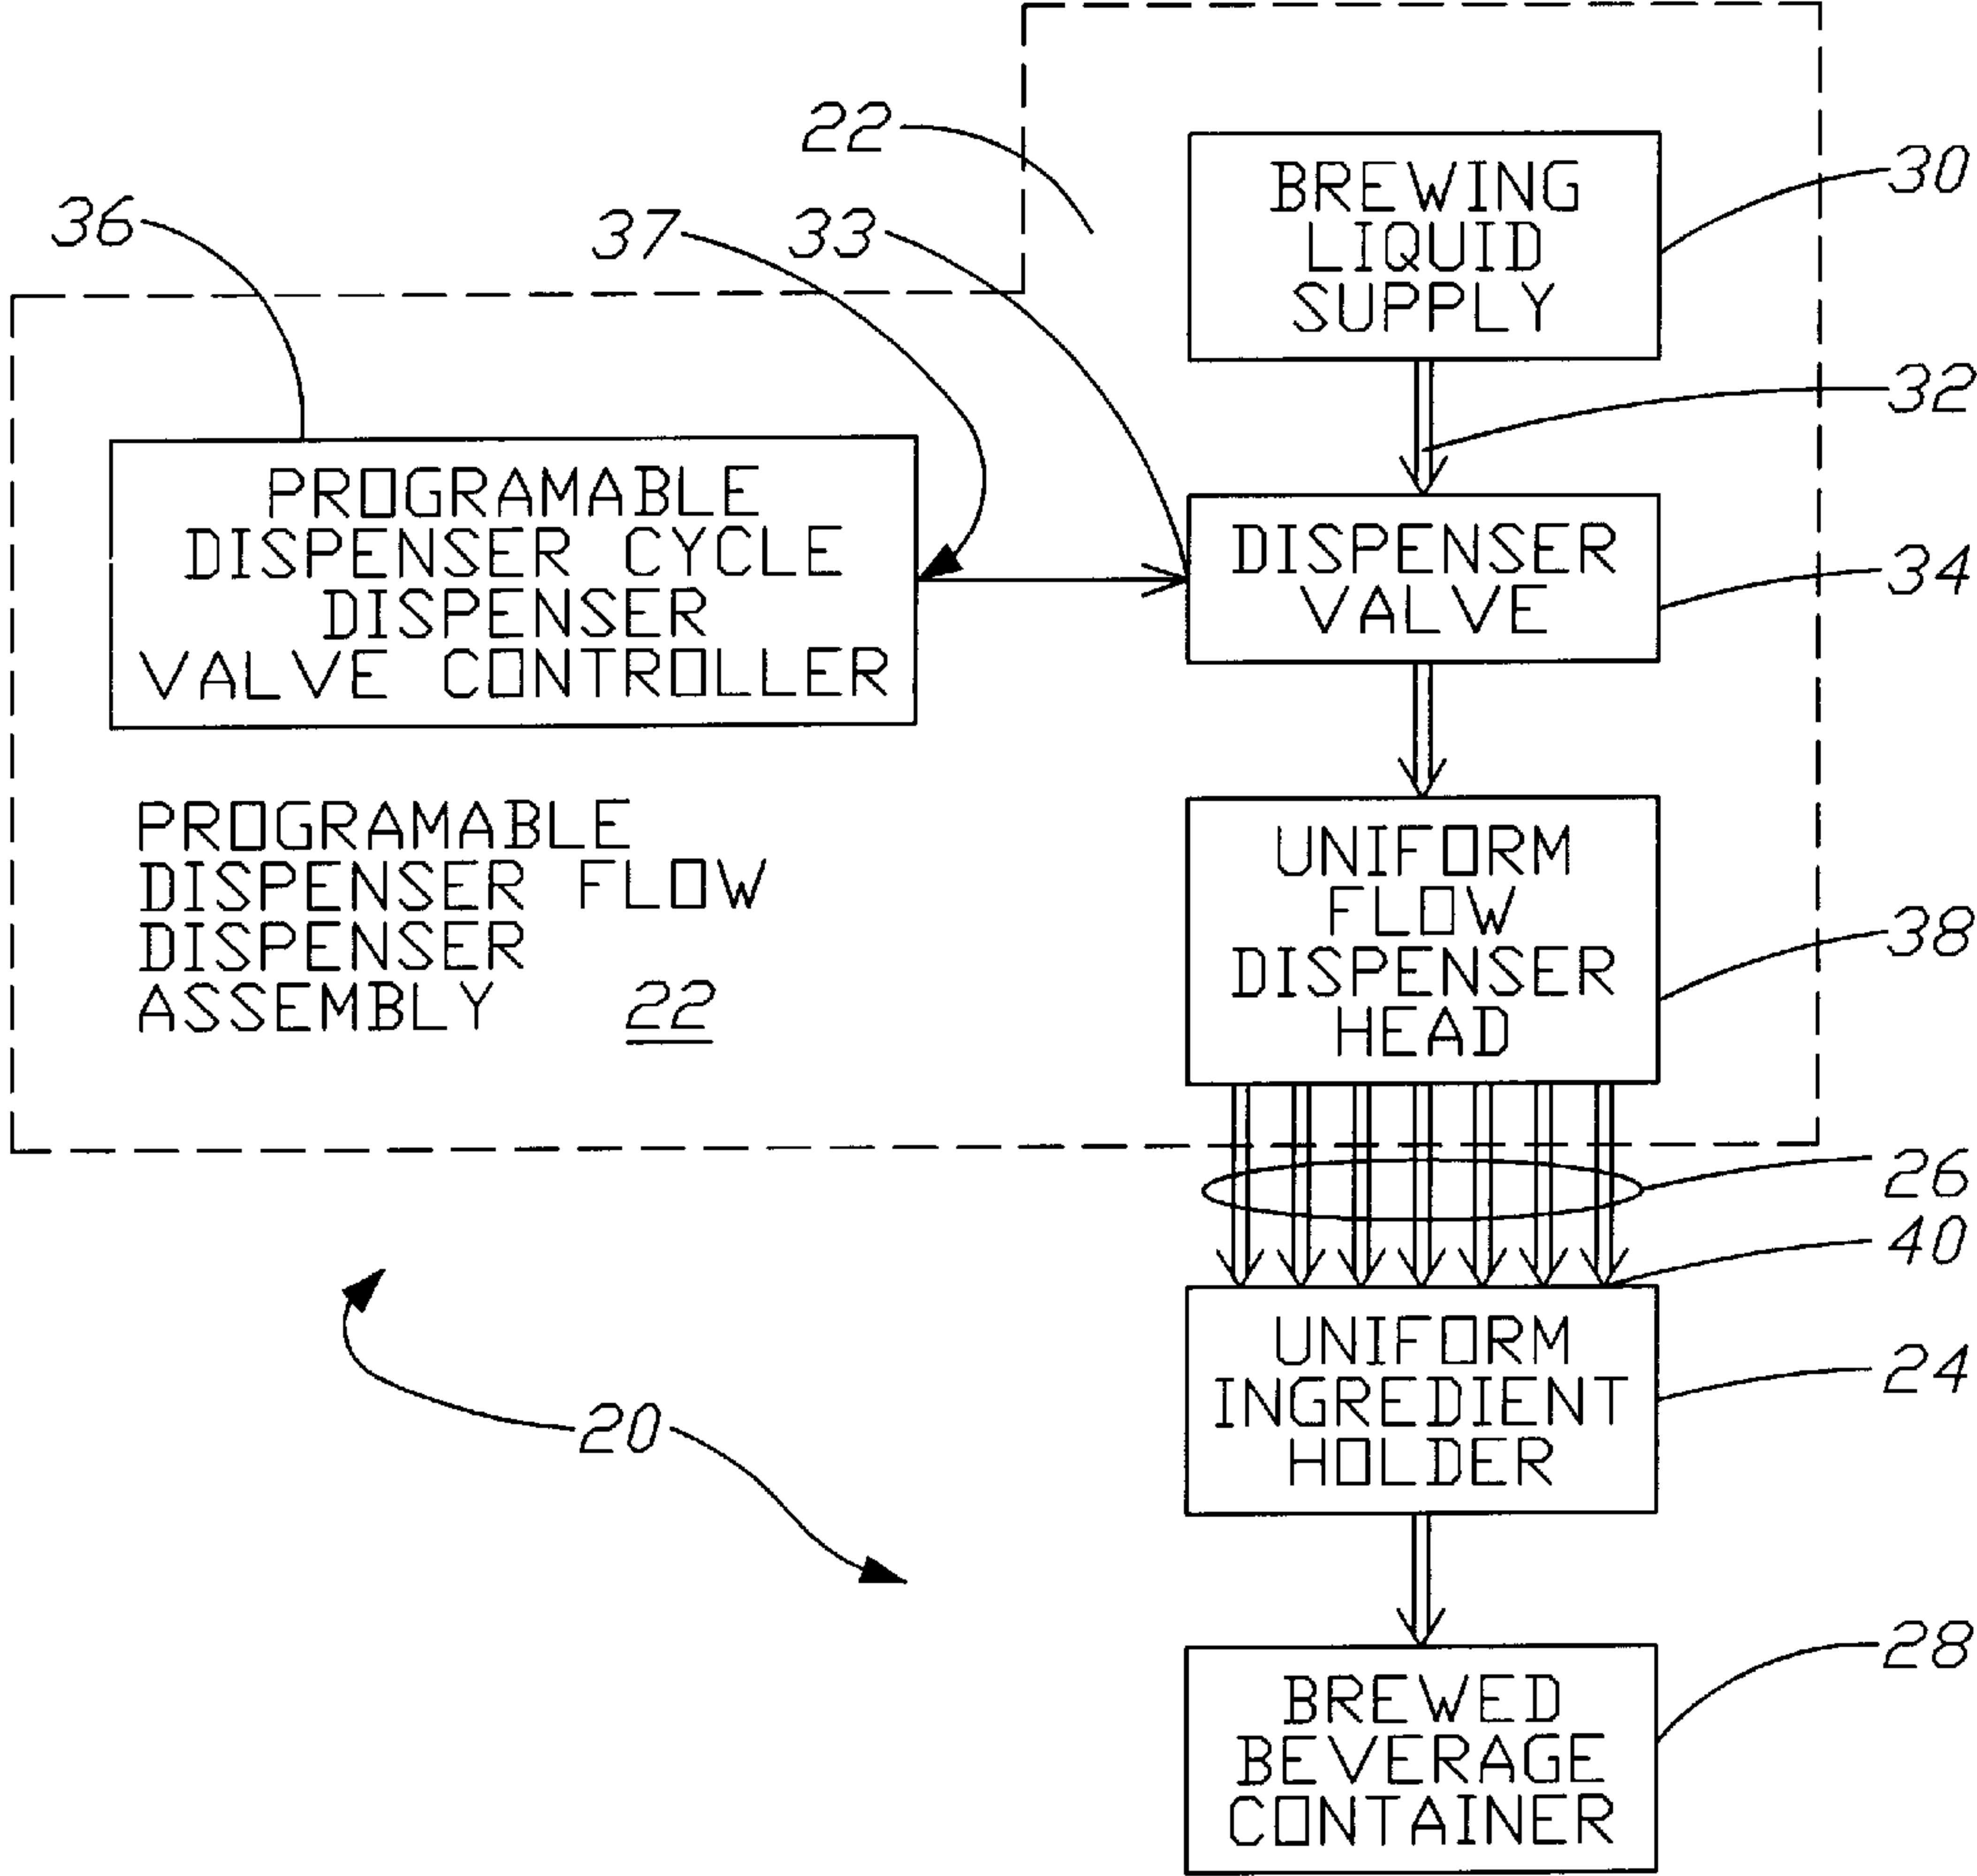 22
BREWING
LIQUID
SUPPLY
30
36
37
33
32
PROGRAMABLE
DISPENSER CYCLE
DISPENSER
VALVE CONTROLLER
DISPENSER
VALVE
34
PROGRAMABLE
DISPENSER FLOW
DISPENSER
ASSEMBLY 22
UNIFORM
FLOW
DISPENSER
HEAD
38
26
40
UNIFORM
INGREDIENT
HOLDER
24
20
BREWED
BEVERAGE
CONTAINER
28